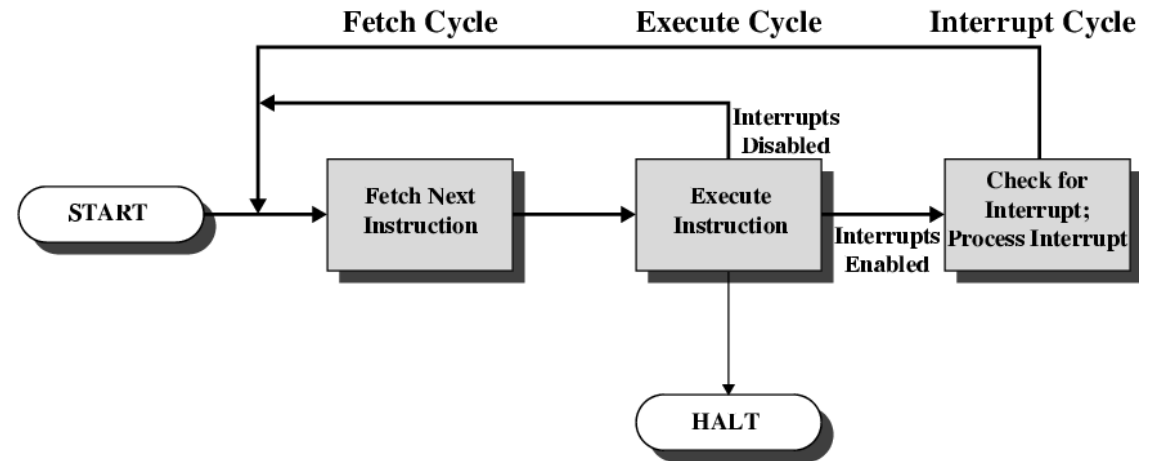 Fetch Cycle
Execute Cycle
Interrupt Cycle
Interrupts
Disabled
START
Fetch Next
Instruction
Execute
Instruction
Interrupts
Enabled
Check for
Interrupt;
Process Interrupt
HALT